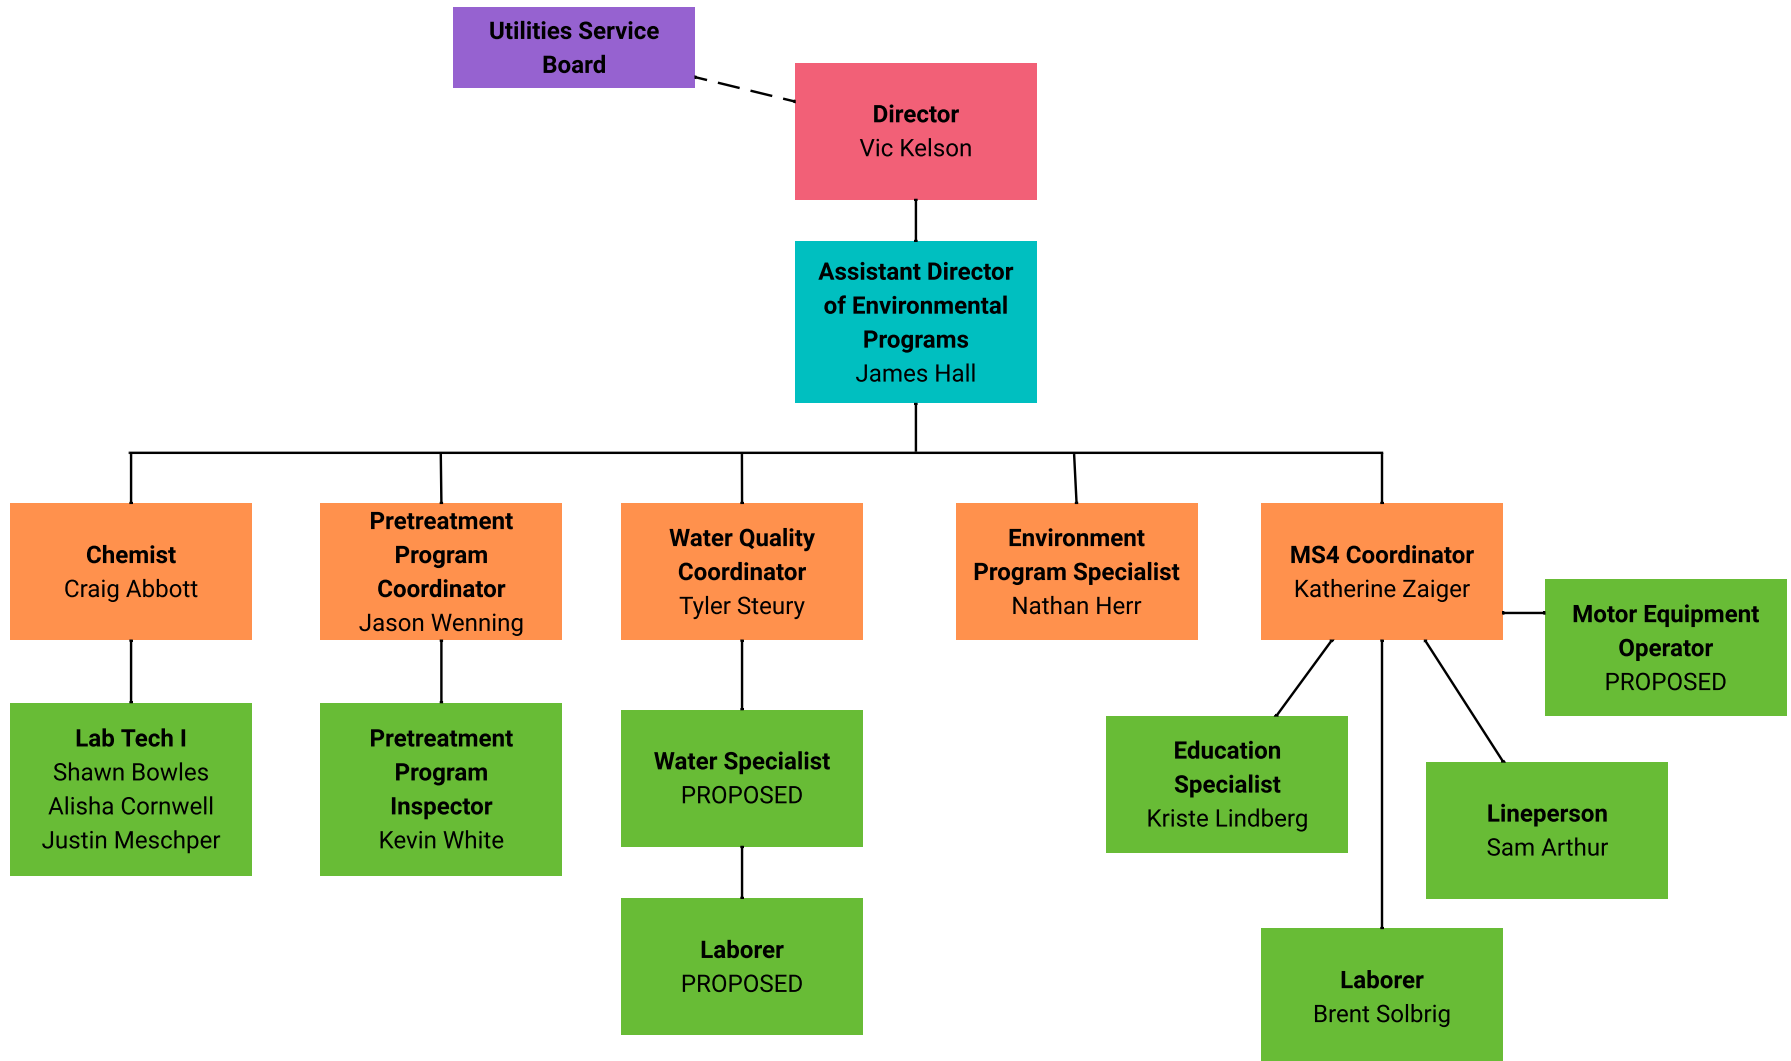 Utilities Service
Board
Director
Vic Kelson
Assistant Director
of Environmental
Programs
James Hall
Chemist
Craig Abbott
Pretreatment
Program
Coordinator
Jason Wenning
Water Quality
Coordinator
Tyler Steury
Environment
Program Specialist
Nathan Herr
MS4 Coordinator
Katherine Zaiger
Motor Equipment
Operator
PROPOSED
Lab Tech I
Shawn Bowles
Alisha Cornwell
Justin Meschper
Pretreatment
Program
Inspector
Kevin White
Water Specialist
PROPOSED
Education
Specialist
Kriste Lindberg
Lineperson
Sam Arthur
Laborer
PROPOSED
Laborer
Brent Solbrig